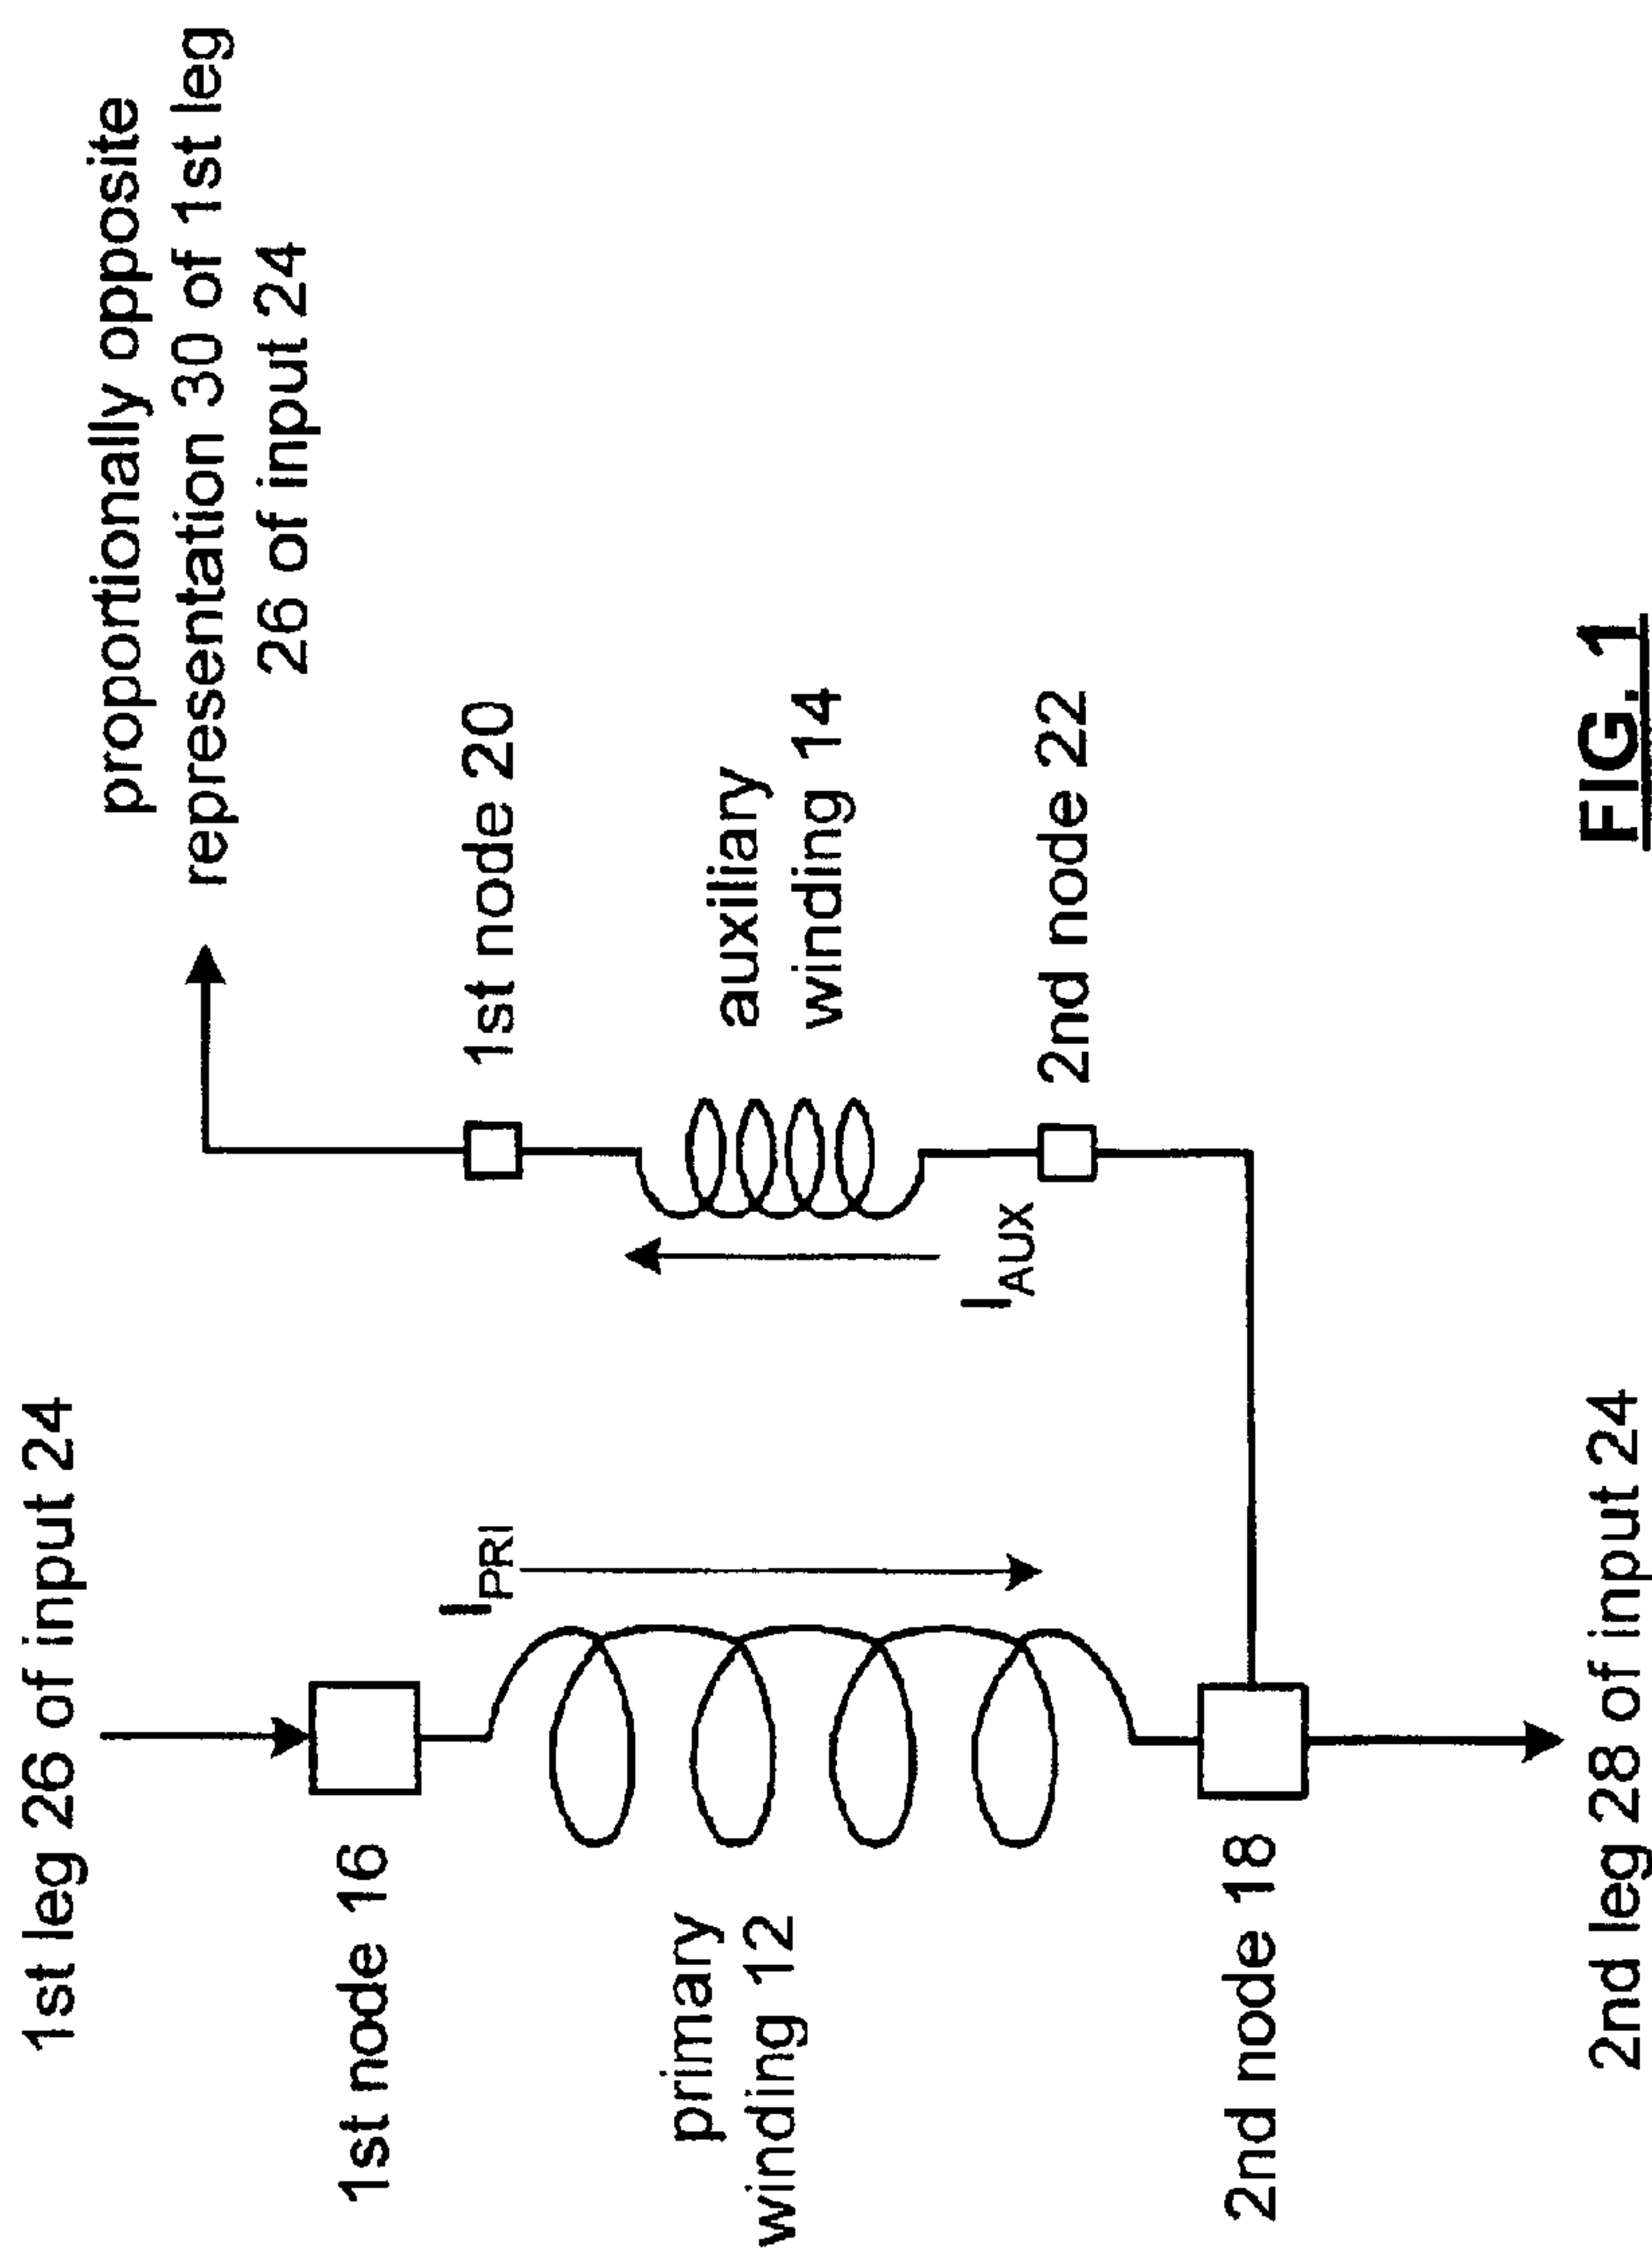 1st leg 26 of input 24
proportionally opposite
representation 30 of 1st leg
26 of input 24
1st node 16
I_PRI
1st node 20
primary
winding 12
auxiliary
winding 14
I_AUX
2nd node 22
2nd node 18
2nd leg 28 of input 24
FIG. 1